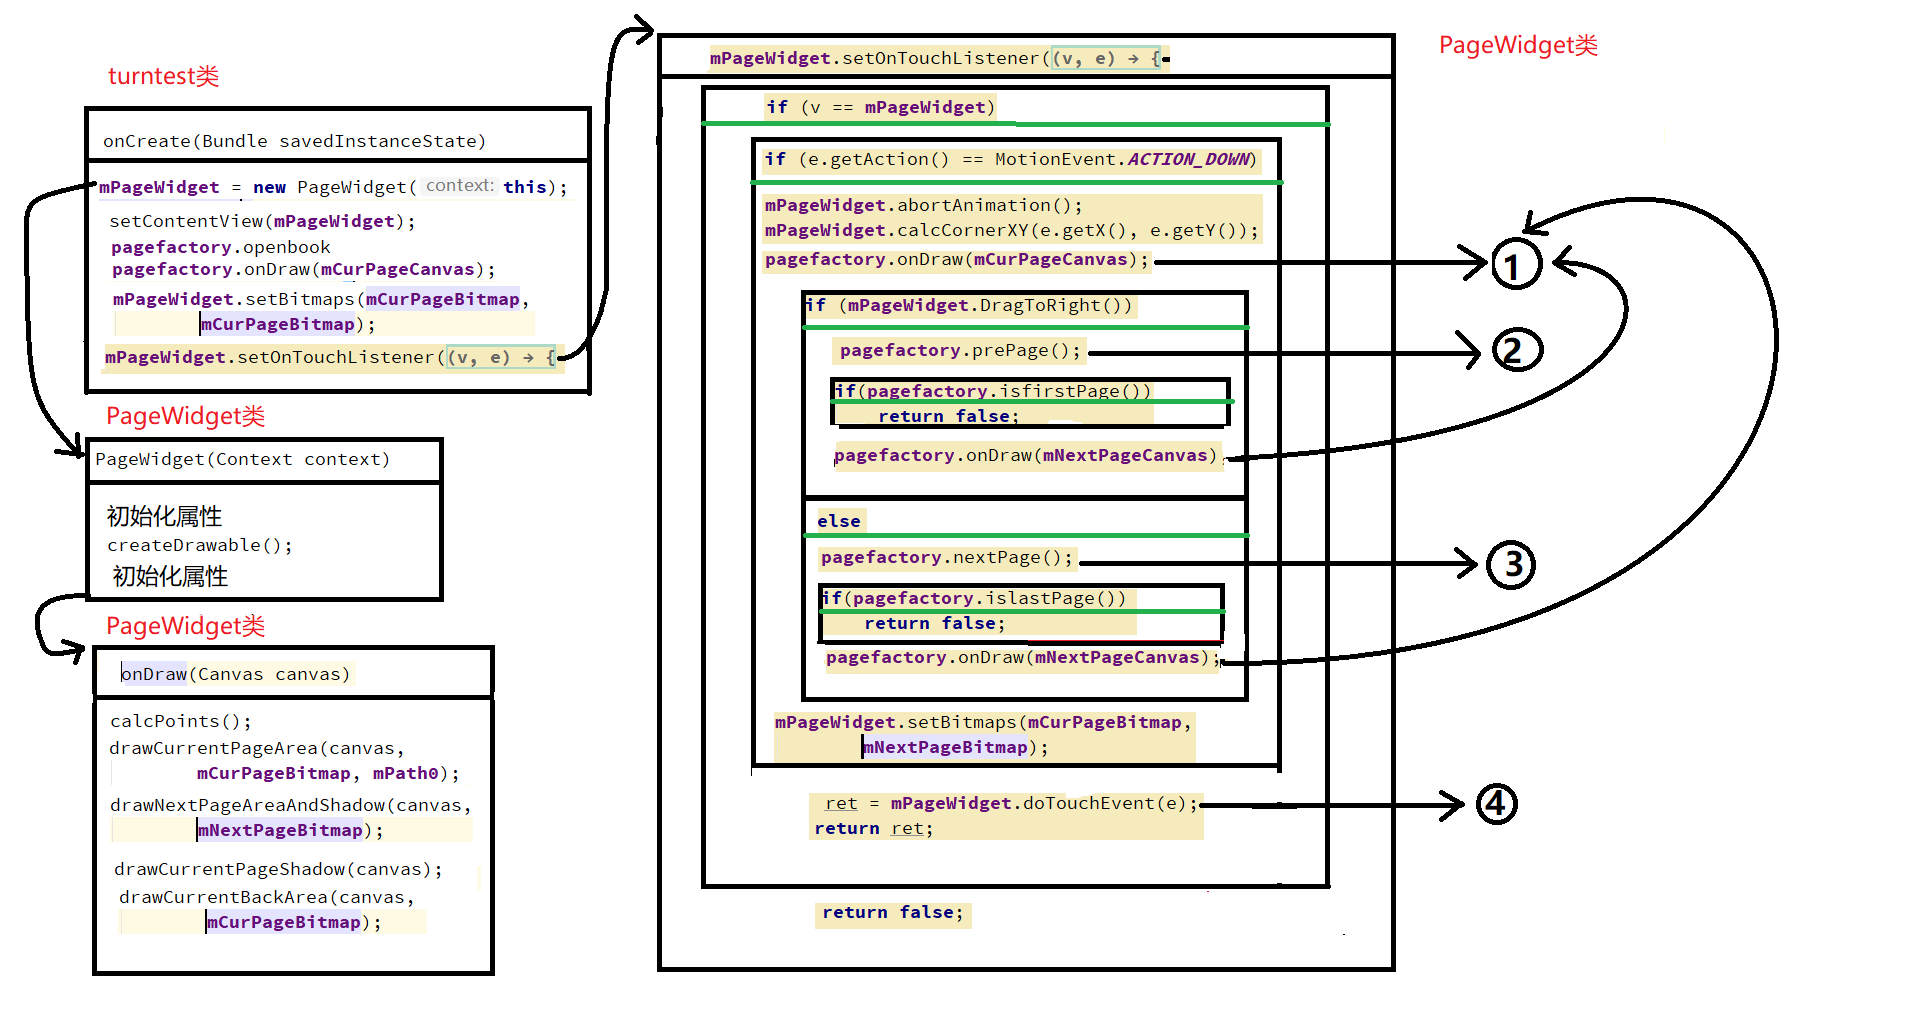 turntest类
onCreate(Bundle savedInstanceState)
mPageWidget = new PageWidget( context: this);
setContentView(mPageWidget);
pagefactory.openbook
pagefactory.onDraw(mCurPageCanvas);
mPageWidget.setBitmaps(mCurPageBitmap,
mCurPageBitmap);
mPageWidget.setOnTouchListener((v, e) → {
PageWidget类
PageWidget(Context context)
初始化属性
createDrawable();
初始化属性
PageWidget类
onDraw(Canvas canvas)
calcPoints();
drawCurrentPageArea(canvas,
mCurPageBitmap, mPath0);
drawNextPageAreaAndShadow(canvas,
mNextPageBitmap);
drawCurrentPageShadow(canvas);
drawCurrentBackArea(canvas,
mCurPageBitmap);
PageWidget类
mPageWidget.setOnTouchListener((v, e) → {
if (v == mPageWidget)
if (e.getAction() == MotionEvent.ACTION_DOWN)
mPageWidget.abortAnimation();
mPageWidget.calcCornerXY(e.getX(), e.getY());
pagefactory.onDraw(mCurPageCanvas);
1
if (mPageWidget.DragToRight())
pagefactory.prePage();
2
if(pagefactory.isfirstPage())
return false;
pagefactory.onDraw(mNextPageCanvas);
else
pagefactory.nextPage();
3
if(pagefactory.islastPage())
return false;
pagefactory.onDraw(mNextPageCanvas);
mPageWidget.setBitmaps(mCurPageBitmap,
mNextPageBitmap);
ret = mPageWidget.doTouchEvent(e);
4
return ret;
return false;